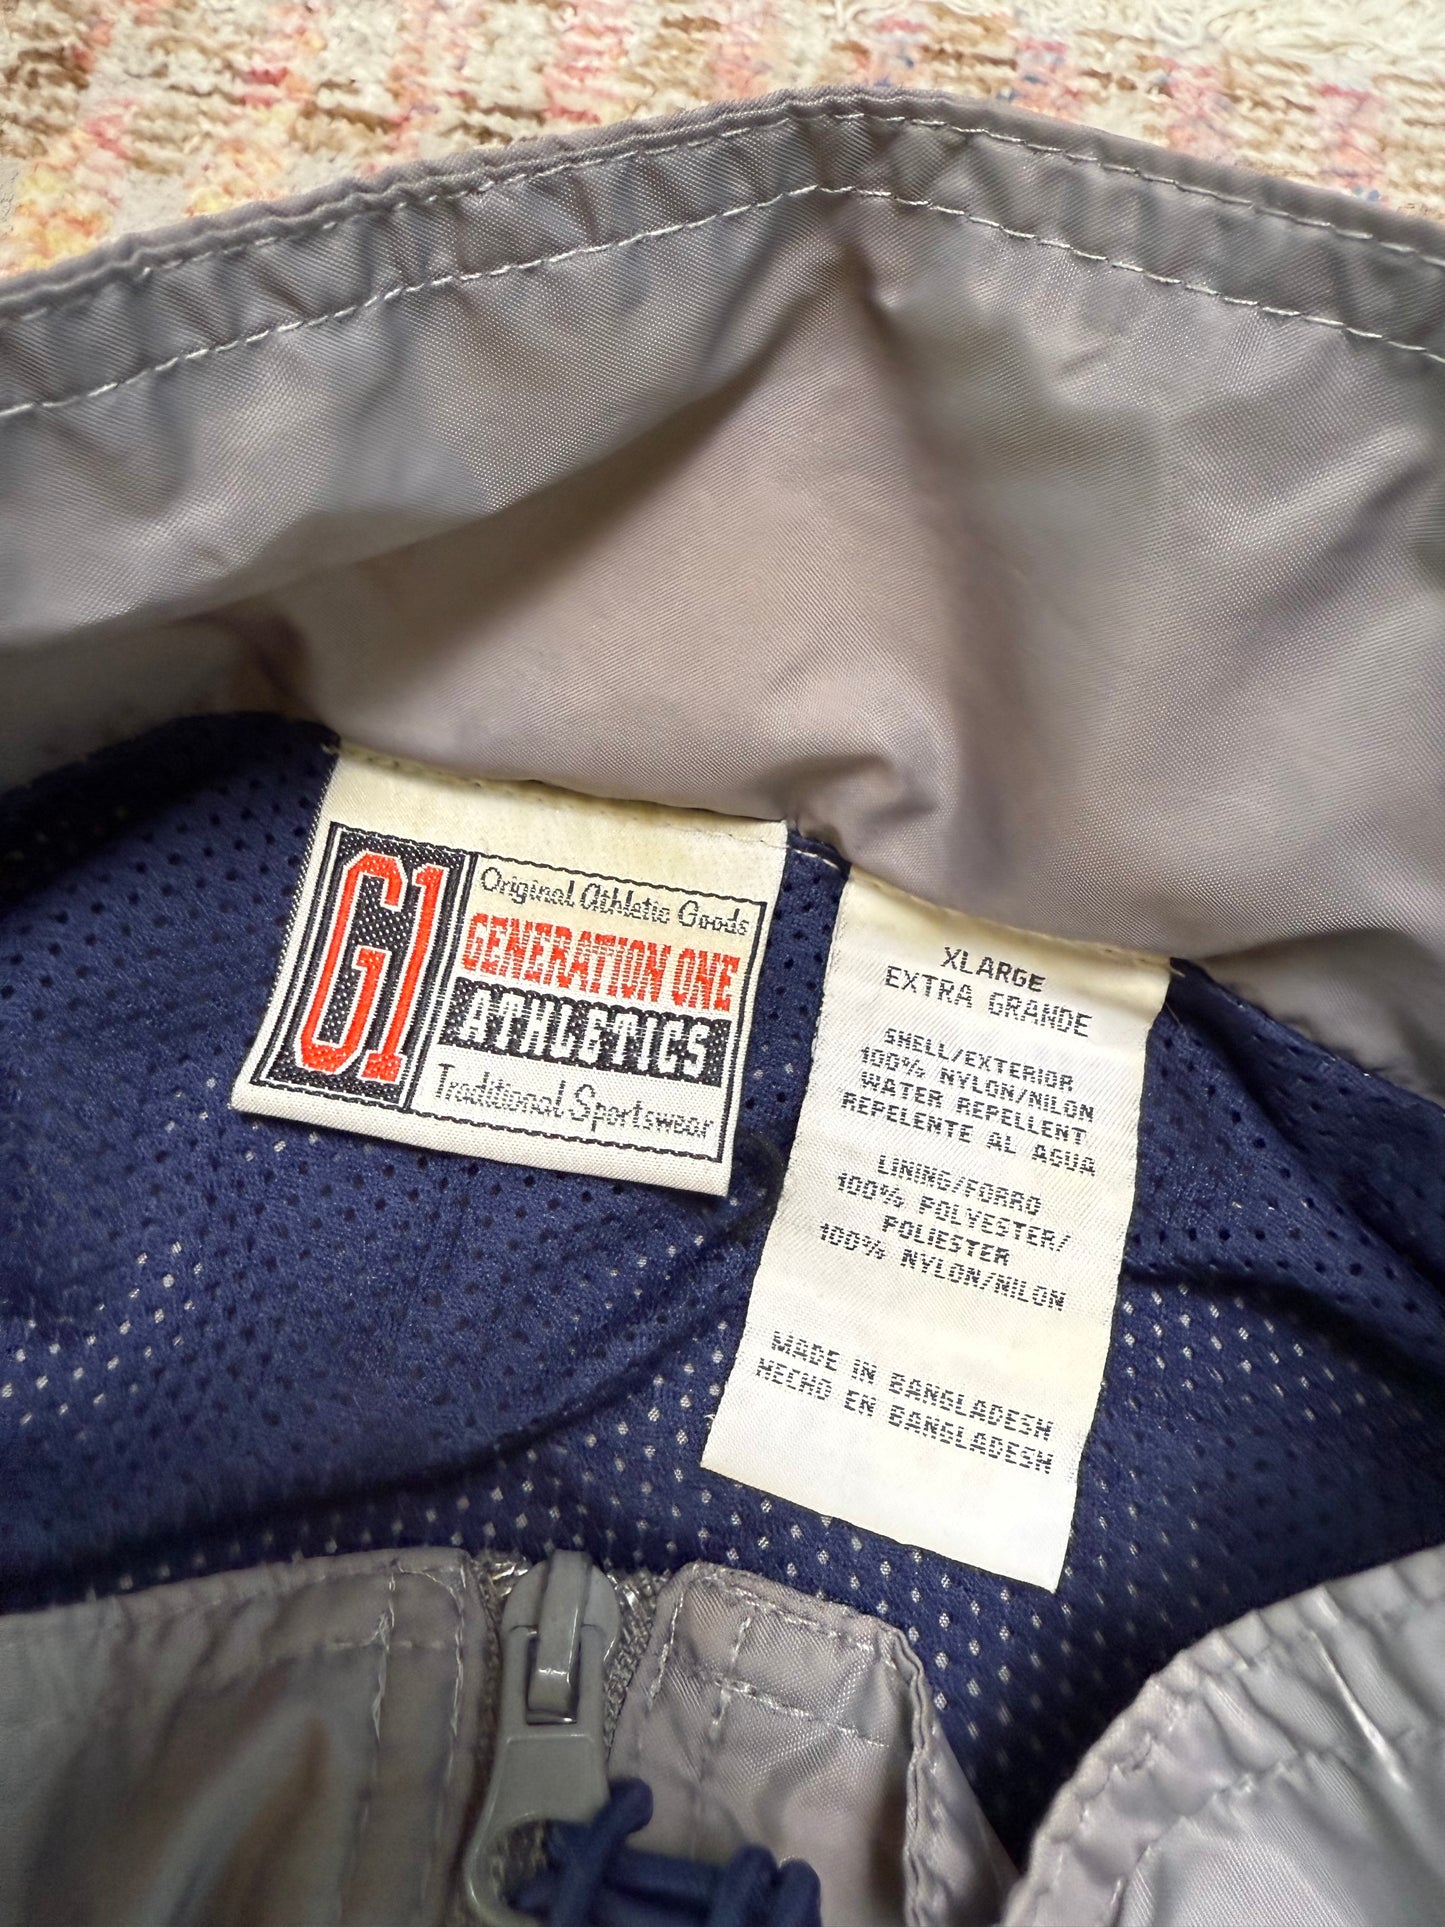 G1
Original Athletic Goods
GENERATION ONE
ATHLETICS
Traditional Sportswear
XLARGE
EXTRA GRANDE
SHELL/EXTERIOR
100% NYLON/NILON
WATER REPELLENT
REPELENTE AL AGUA
LINING/FORRO
100% POLYESTER/
POLIESTER
100% NYLON/NILON
MADE IN BANGLADESH
HECHO EN BANGLADESH